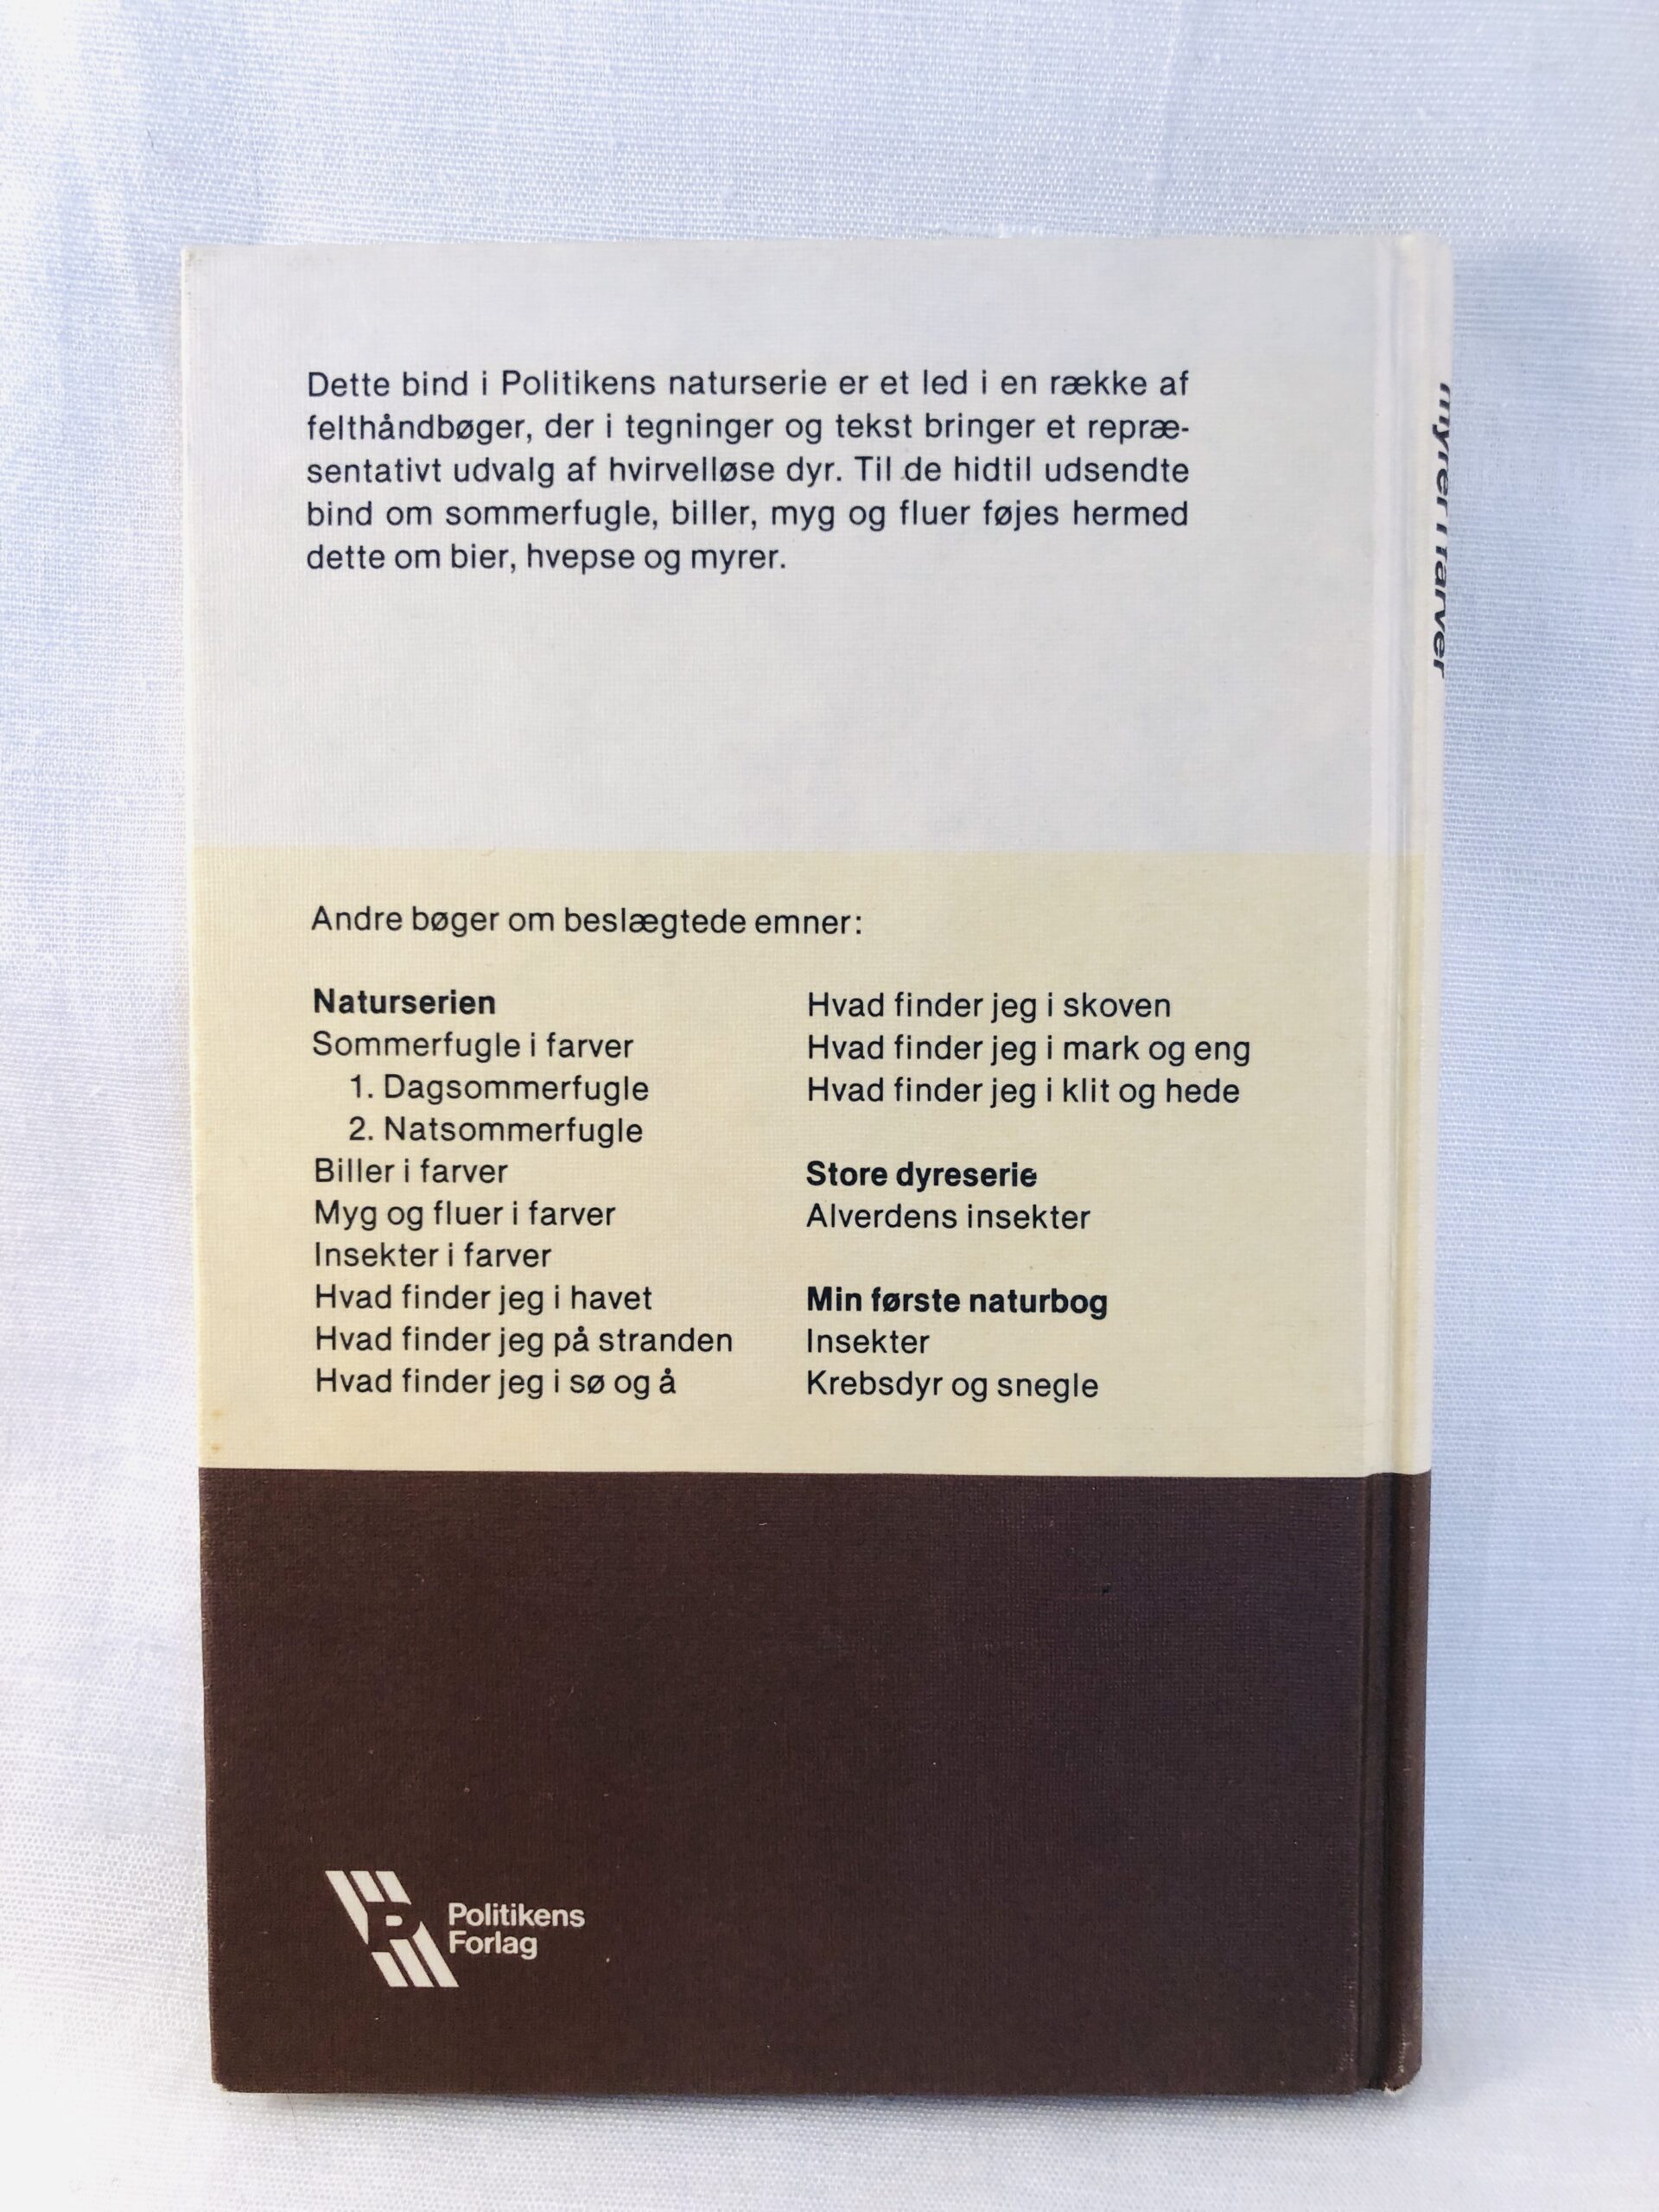 Dette bind i Politikens naturserie er et led i en række af
felthåndbøger, der i tegninger og tekst bringer et repræ-
sentativt udvalg af hvirvelløse dyr. Til de hidtil udsendte
bind om sommerfugle, biller, myg og fluer føjes hermed
dette om bier, hvepse og myrer.
Andre bøger om beslægtede emner:
Naturserien
Sommerfugle i farver
1. Dagsommerfugle
2. Natsommerfugle
Biller i farver
Myg og fluer i farver
Insekter i farver
Hvad finder jeg i havet
Hvad finder jeg på stranden
Hvad finder jeg i sø og å
Hvad finder jeg i skoven
Hvad finder jeg i mark og eng
Hvad finder jeg i klit og hede
Store dyreserie
Alverdens insekter
Min første naturbog
Insekter
Krebsdyr og snegle
P
Politikens
Forlag
myrer i farver